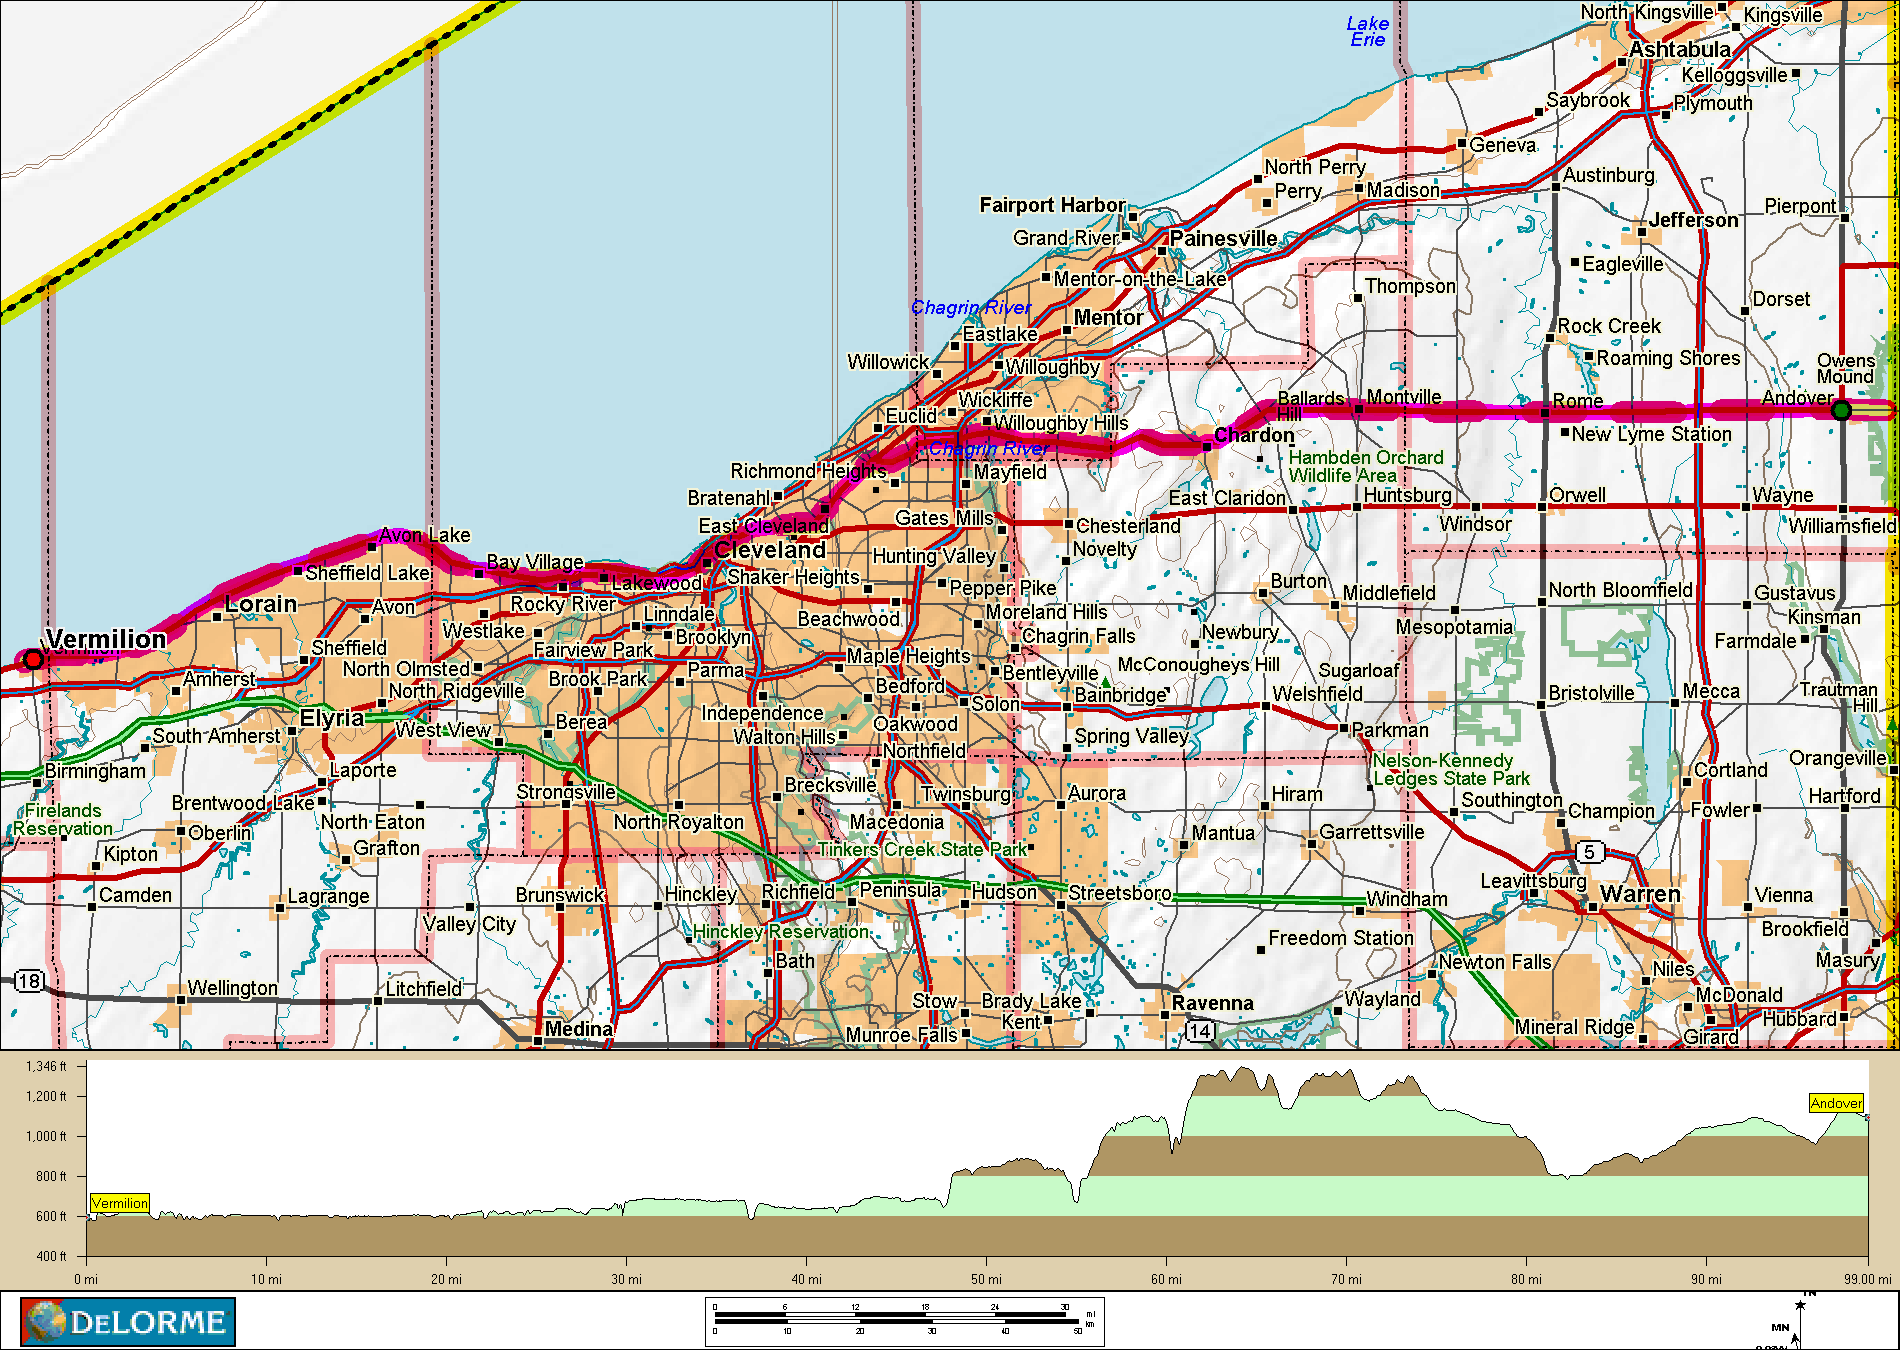 North Kingsville
Kingsville
Lake
Erie
Ashtabula
Kelloggsville
Saybrook
Plymouth
Geneva
North Perry
Austinburg
Perry
Madison
Fairport Harbor
Pierpont
Jefferson
Grand River
Painesville
Eagleville
Mentor-on-the-Lake
Thompson
Dorset
Chagrin River
Mentor
Rock Creek
Eastlake
Roaming Shores
Willowick
Willoughby
Owens
Mound
Wickliffe
Ballards
Hill
Montville
Rome
Andover
Euclid
Willoughby Hills
Chardon
New Lyme Station
Chagrin River
Hambden Orchard
Wildlife Area
Richmond Heights
Mayfield
Bratenahl
East Claridon
Huntsburg
Orwell
Wayne
East Cleveland
Gates Mills
Chesterland
Windsor
Williamsfield
Avon Lake
Cleveland
Hunting Valley
Novelty
Sheffield Lake
Bay Village
Lakewood
Shaker Heights
Pepper Pike
Burton
Middlefield
North Bloomfield
Gustavus
Lorain
Avon
Rocky River
Linndale
Beachwood
Moreland Hills
Kinsman
Vermilion
Vermilion
Westlake
Brooklyn
Chagrin Falls
Newbury
Mesopotamia
Farmdale
Sheffield
Fairview Park
Maple Heights
McConougheys Hill
Sugarloaf
Amherst
North Olmsted
Parma
Bentleyville
North Ridgeville
Brook Park
Bedford
Bainbridge
Welshfield
Bristolville
Mecca
Trautman
Hill
Elyria
Independence
Solon
West View
Berea
Oakwood
South Amherst
Walton Hills
Spring Valley
Parkman
Northfield
Birmingham
Laporte
Nelson-Kennedy
Ledges State Park
Cortland
Orangeville
Firelands
Reservation
Brentwood Lake
Strongsville
Brecksville
Twinsburg
Aurora
Hiram
Southington
Champion
Fowler
Hartford
North Eaton
North Royalton
Macedonia
Oberlin
Mantua
Garrettsville
Kipton
Grafton
Tinkers Creek State Park
5
Leavittsburg
Warren
Camden
Lagrange
Brunswick
Hinckley
Richfield
Peninsula
Hudson
Streetsboro
Windham
Vienna
Valley City
Hinckley Reservation
Freedom Station
Brookfield
Bath
Newton Falls
Niles
Masury
18
Wellington
Litchfield
Stow
Brady Lake
Ravenna
Wayland
McDonald
Medina
Munroe Falls
Kent
14
Mineral Ridge
Girard
Hubbard
1,346 ft
1,200 ft
1,000 ft
800 ft
600 ft
400 ft
Vermilion
Andover
0 mi
10 mi
20 mi
30 mi
40 mi
50 mi
60 mi
70 mi
80 mi
90 mi
99.00 mi
DELORME
0 6 12 18 24 30 mi
0 10 20 30 40 50 km
MN